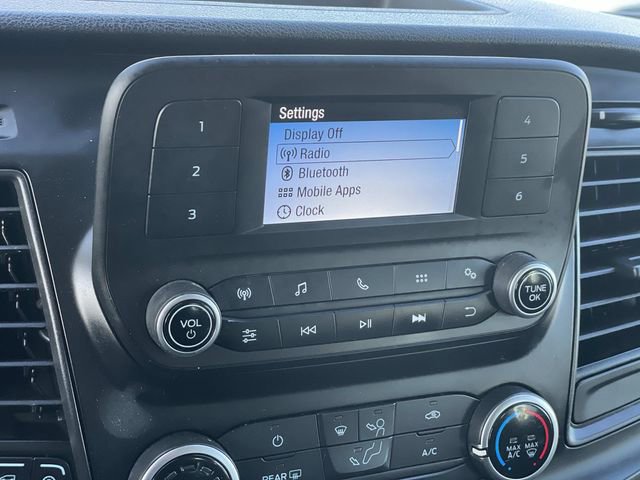 Settings
Display Off
Radio
Bluetooth
Mobile Apps
Clock
1
2
3
4
5
6
VOL
TUNE
OK
REAR
A/C
MAX
A/C